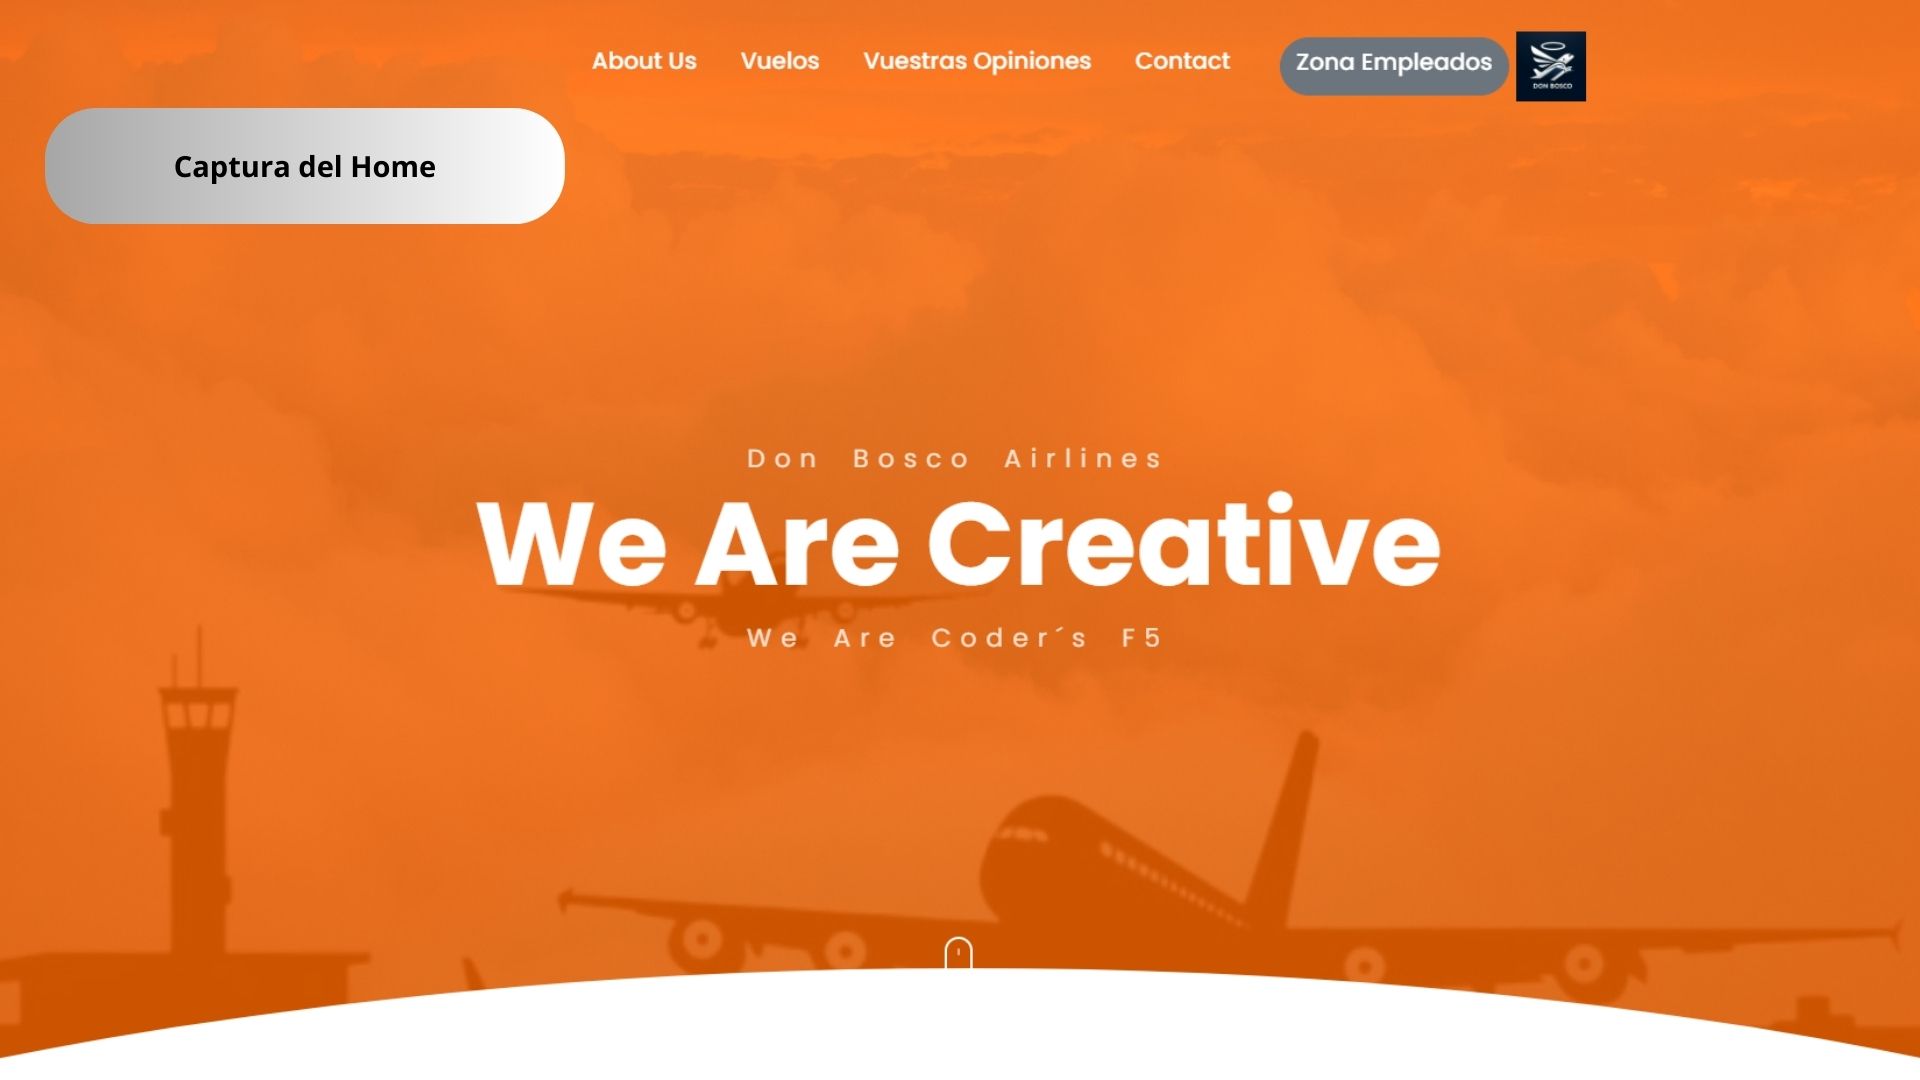 About Us Vuelos Vuestras Opiniones Contact Zona Empleados
DON BOSCO
Captura del Home
Don Bosco Airlines
We Are Creative
We Are Coder´s F5